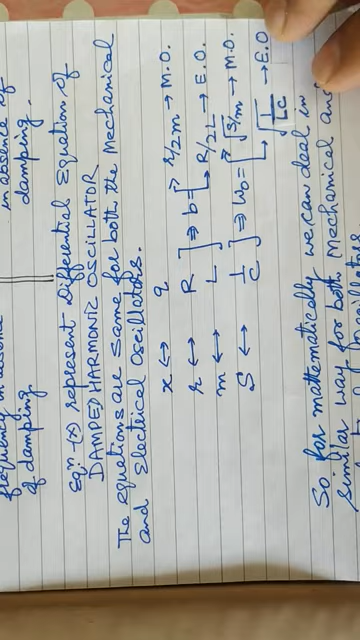 in absence of
damping.
frequency in absence
of damping
Eqⁿ. (x) represent Differential Equation of
DAMPED HARMONIC OSCILLATOR
The equations are same for both the Mechanical
and Electrical Oscillators.
x ↔ q
r ↔ R ] ⇒ b = [ r/2m → M.O.
m ↔ L R/2L → E.O.
S ↔ 1/C ] ⇒ ω₀ = [ √S/m → M.O.
√1/LC → E.O
So for mathematically we can deal in
similar way for both Mechanical and